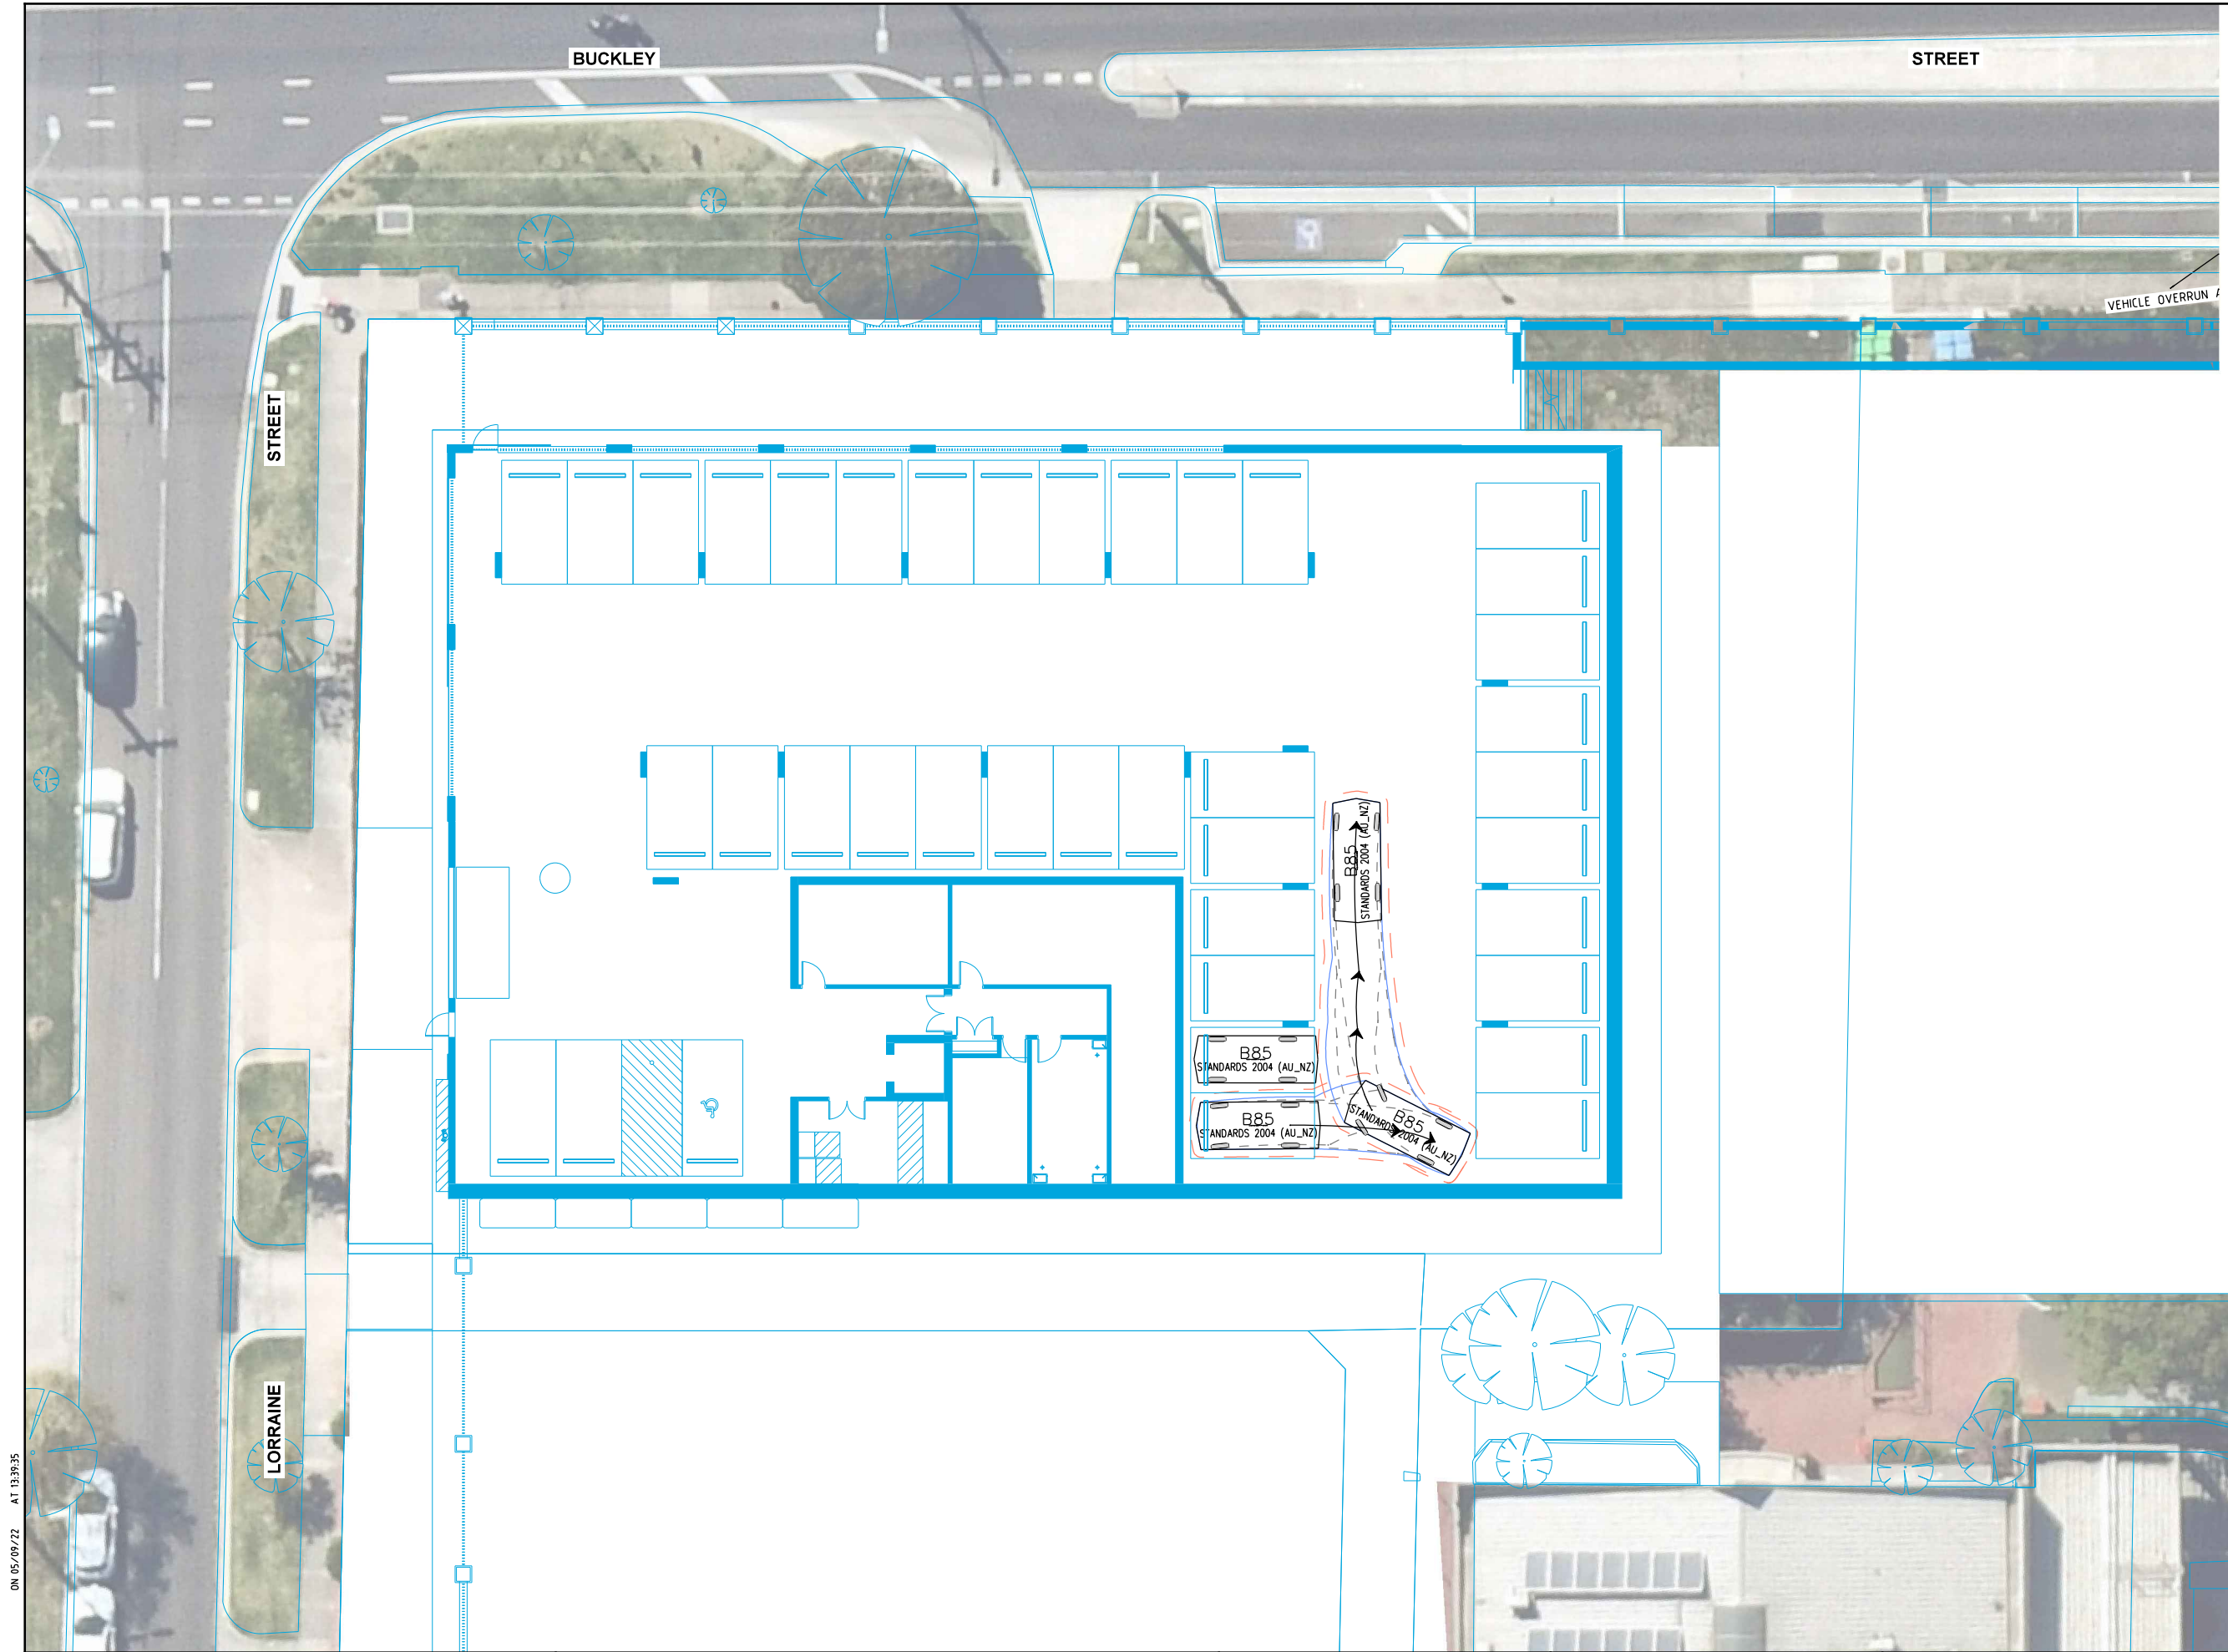 BUCKLEY
STREET
VEHICLE OVERRUN
STREET
B85
STANDARDS 2004 (AU_NZ)
B85
STANDARDS 2004 (AU_NZ)
B85
STANDARDS 2004 (AU_NZ)
B85
STANDARDS 2004 (AU_NZ)
LORRAINE
ON 05/09/22 AT 13:39:35